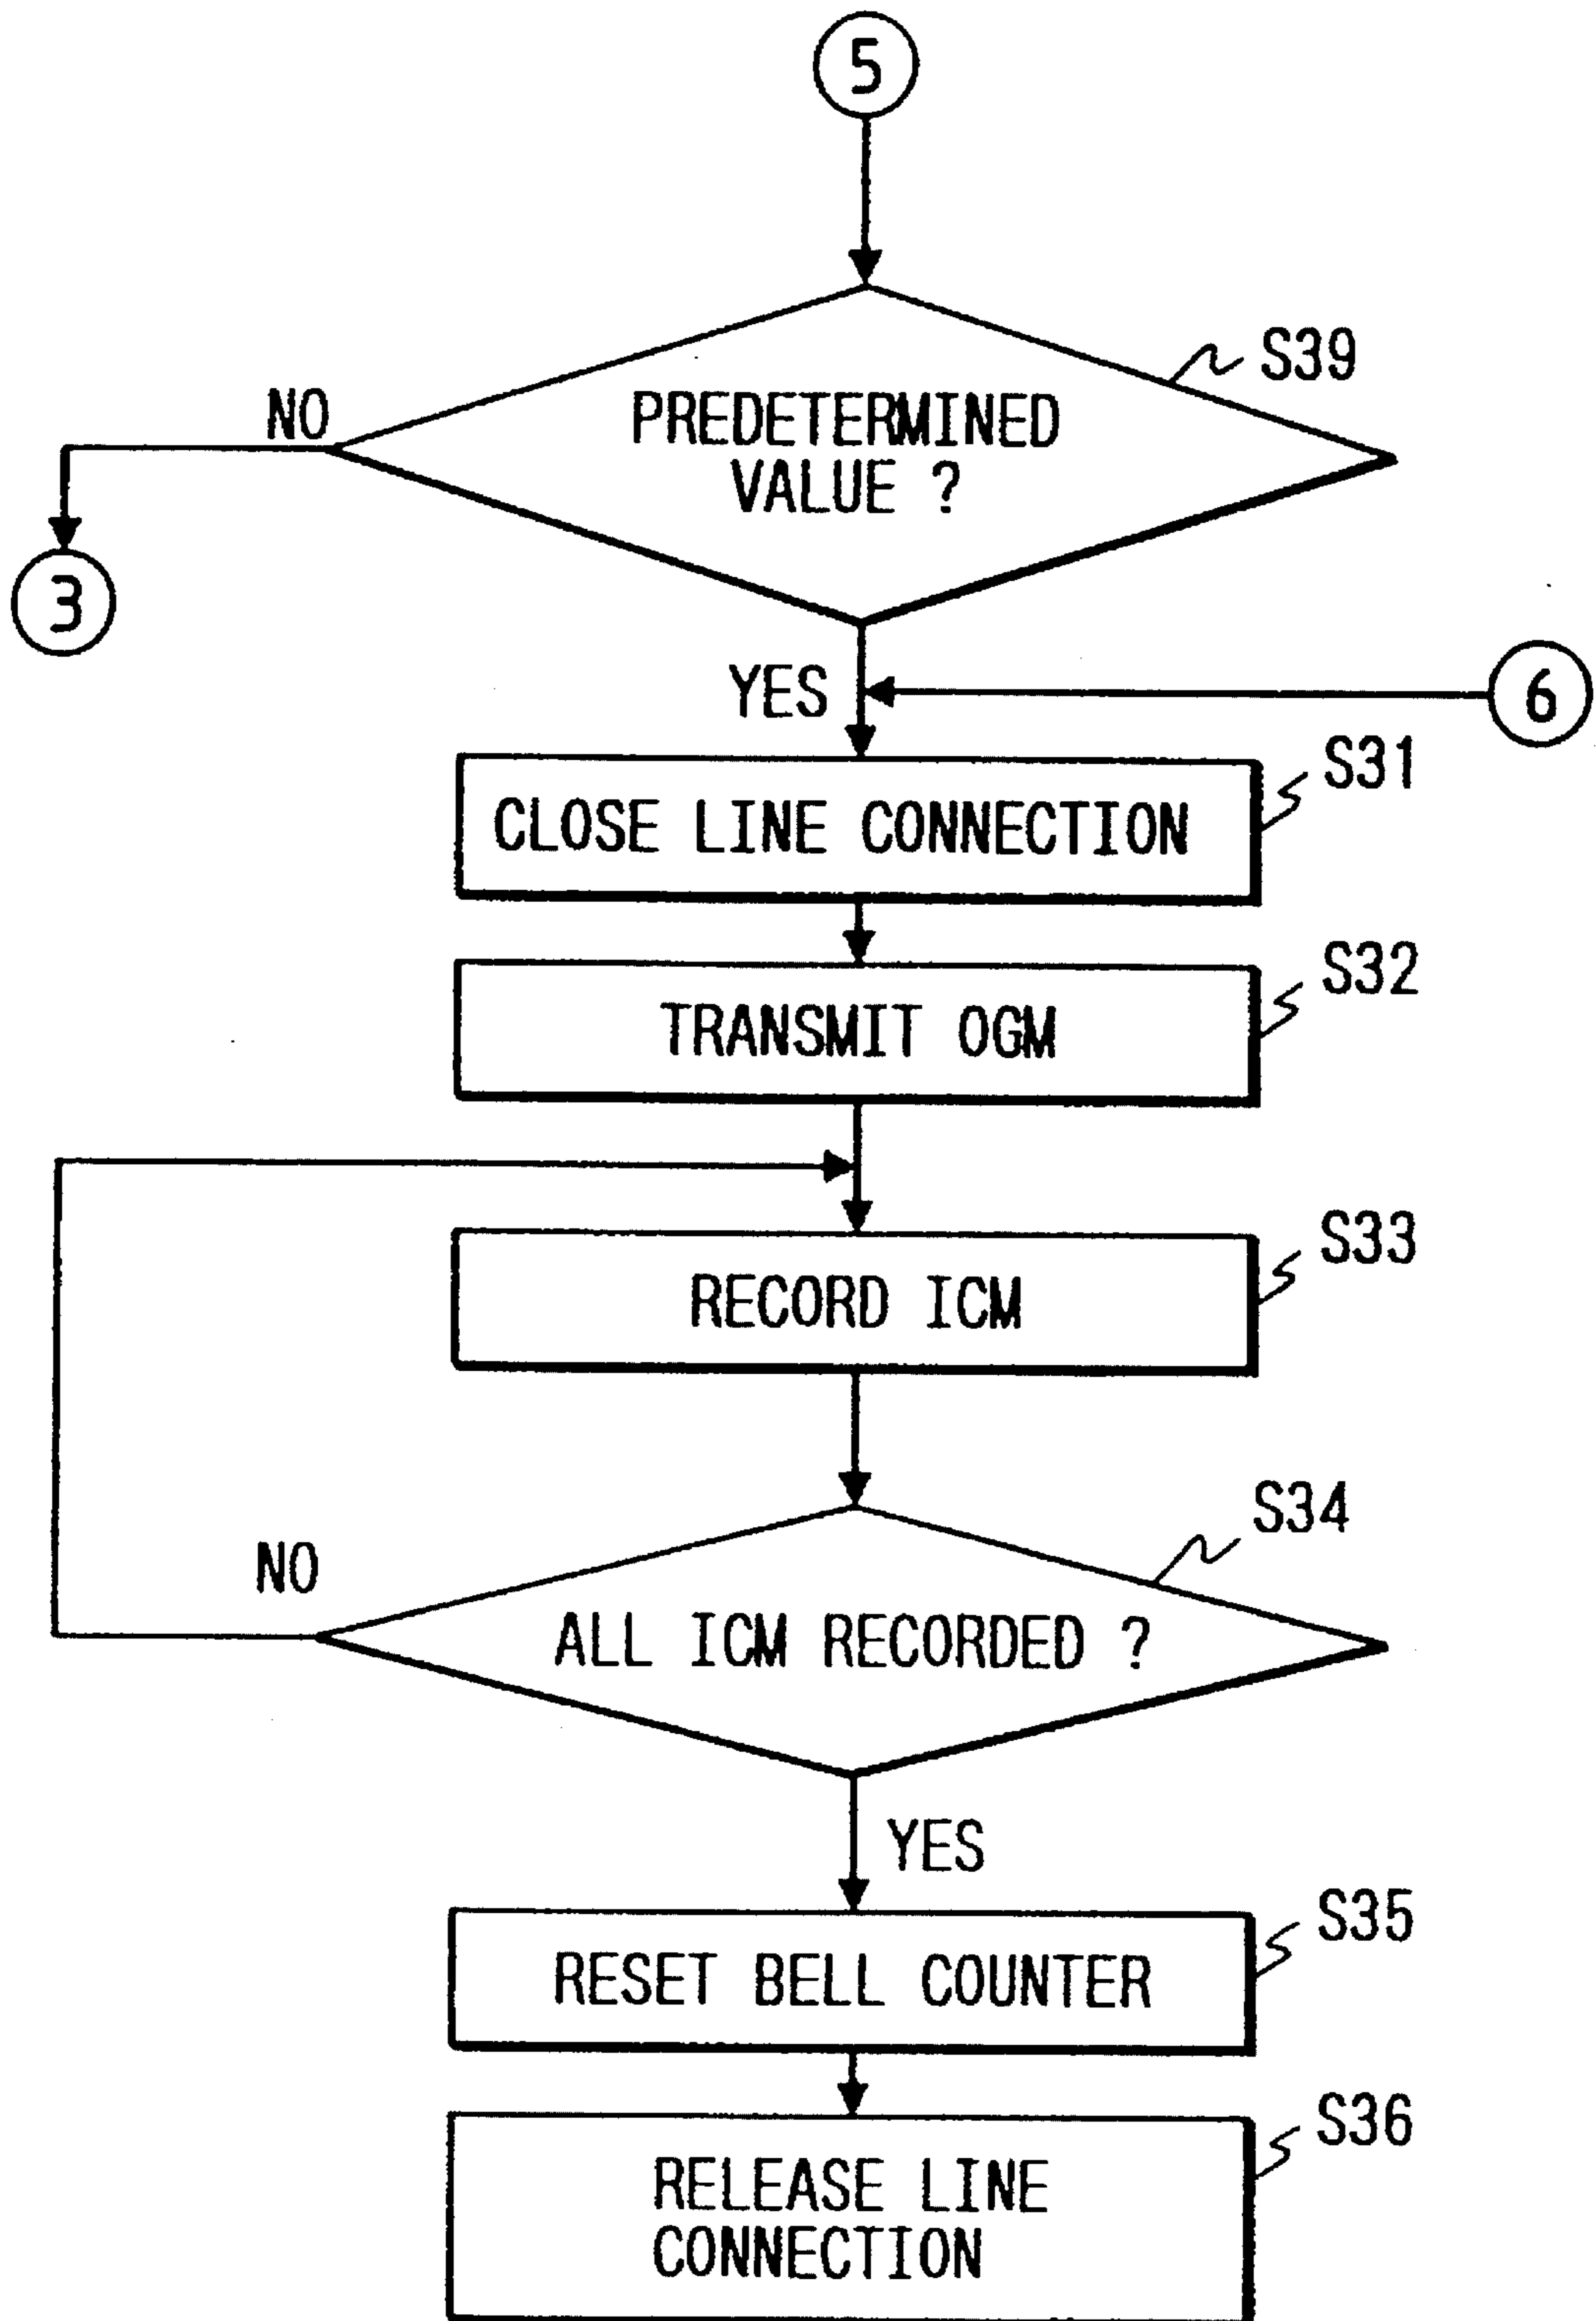 5
S39
PREDETERMINED
VALUE ?
NO
3
YES
6
S31
CLOSE LINE CONNECTION
S32
TRANSMIT OGM
S33
RECORD ICM
S34
NO
ALL ICM RECORDED ?
YES
S35
RESET BELL COUNTER
S36
RELEASE LINE
CONNECTION